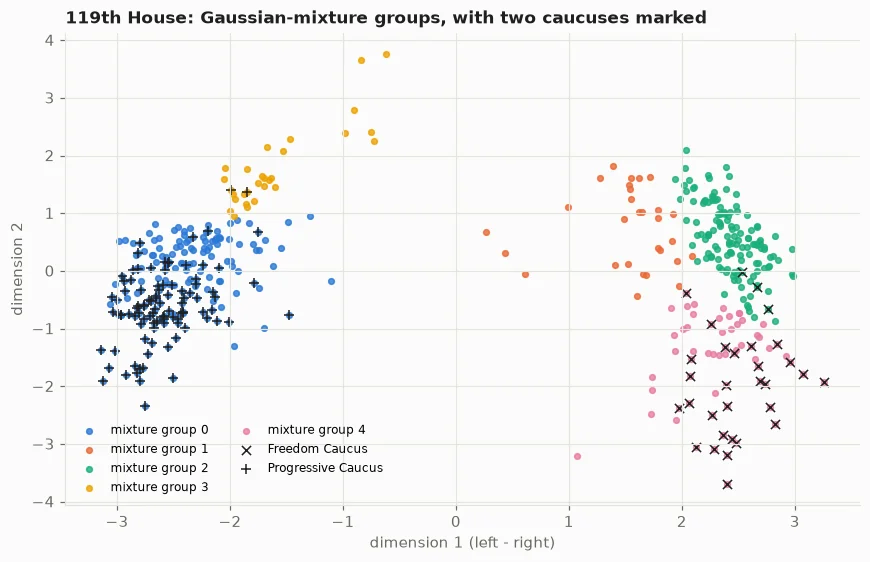 119th House: Gaussian-mixture groups, with two caucuses marked
4
3
2
1
0
−1
−2
−3
−4
dimension 2
mixture group 0
mixture group 1
mixture group 2
mixture group 3
mixture group 4
Freedom Caucus
Progressive Caucus
−3 −2 −1 0 1 2 3
dimension 1 (left - right)